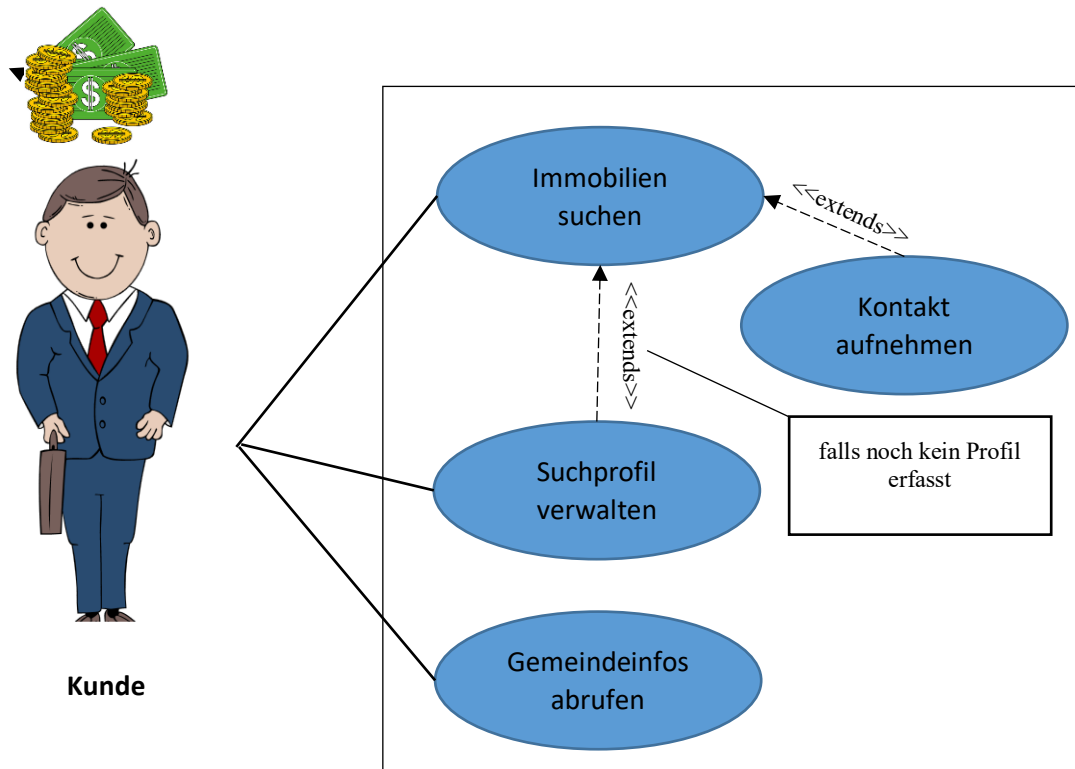 Immobilien
suchen
<<extends>>
Kontakt
aufnehmen
<<extends>>
falls noch kein Profil
erfasst
Suchprofil
verwalten
Gemeindeinfos
abrufen
Kunde
$
$
$